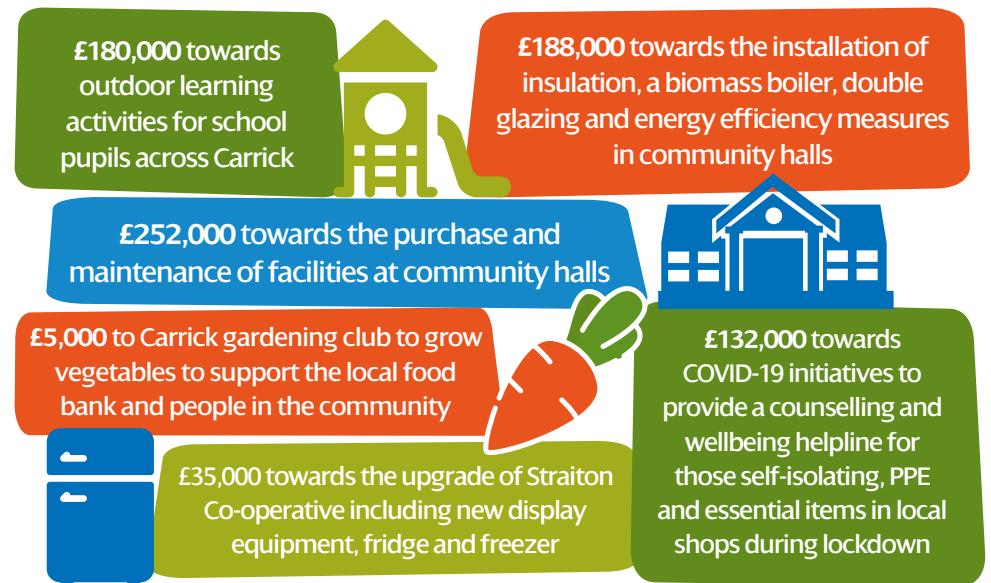 £180,000 towards
outdoor learning
activities for school
pupils across Carrick
£188,000 towards the installation of
insulation, a biomass boiler, double
glazing and energy efficiency measures
in community halls
£252,000 towards the purchase and
maintenance of facilities at community halls
£5,000 to Carrick gardening club to grow
vegetables to support the local food
bank and people in the community
£132,000 towards
COVID-19 initiatives to
provide a counselling and
wellbeing helpline for
those self-isolating, PPE
and essential items in local
shops during lockdown
£35,000 towards the upgrade of Straiton
Co-operative including new display
equipment, fridge and freezer